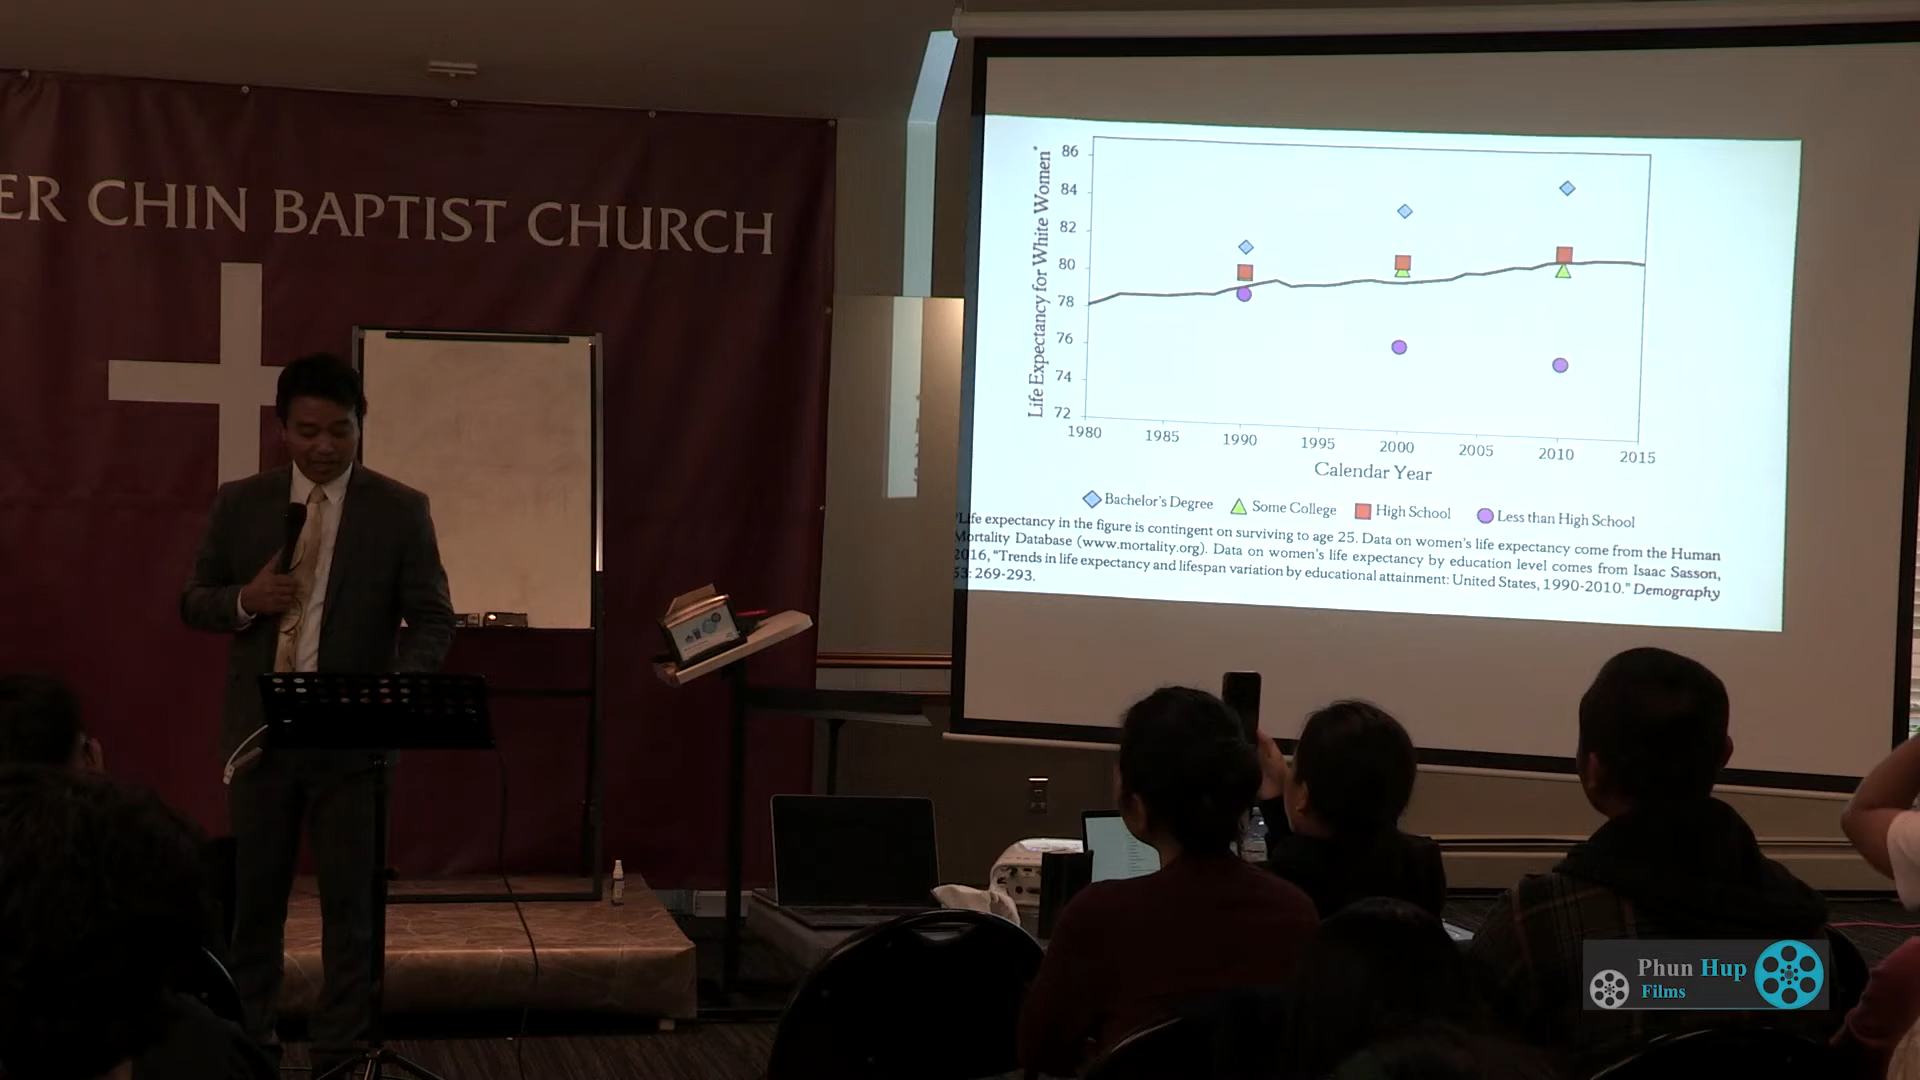 ER CHIN BAPTIST CHURCH
Life Expectancy for White Women*
86
84
82
80
78
76
74
72
1980 1985 1990 1995 2000 2005 2010 2015
Calendar Year
Bachelor's Degree Some College High School Less than High School
*Life expectancy in the figure is contingent on surviving to age 25. Data on women's life expectancy come from the Human
Mortality Database (www.mortality.org). Data on women's life expectancy by education level comes from Isaac Sasson,
2016, "Trends in life expectancy and lifespan variation by educational attainment: United States, 1990-2010." Demography
53: 269-293.
Phun Hup
Films